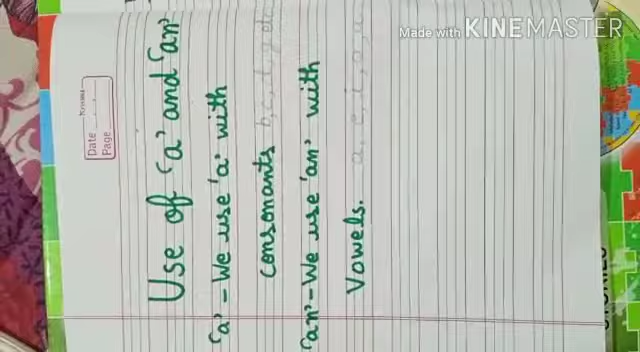 Made with KINEMASTER
Date
Page
Use of 'a' and 'an'
'a' - We use 'a' with
consonants b, c, d,
'an' - We use 'an' with
Vowels. a, e, i, o, u